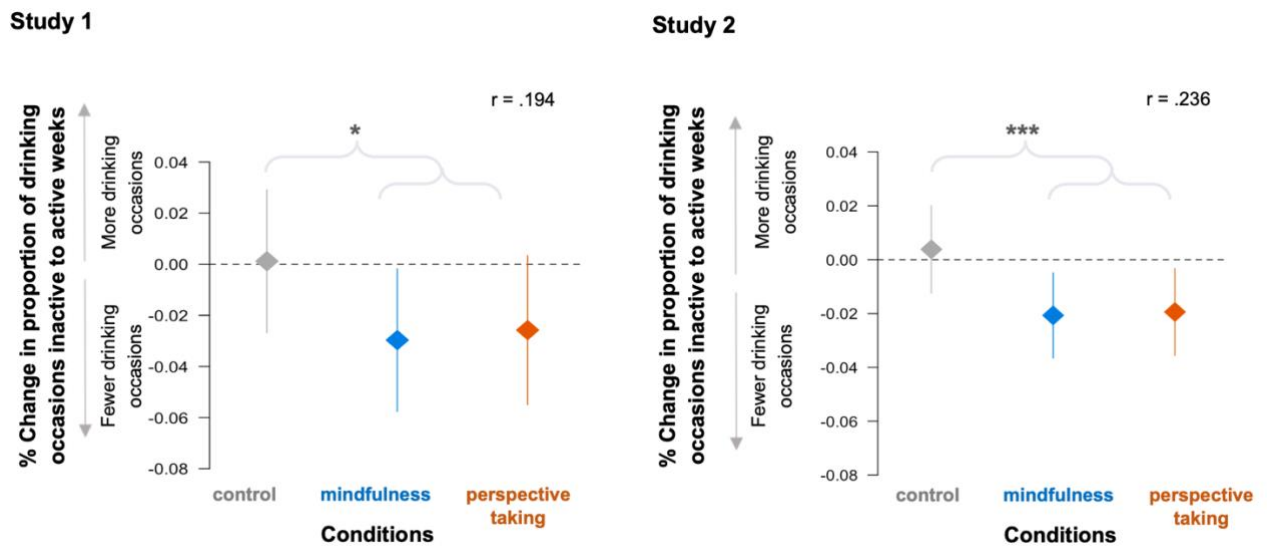 Study 1
% Change in proportion of drinking
occasions inactive to active weeks
More drinking
occasions
Fewer drinking
occasions
r = .194
*
0.04
0.02
0.00
-0.02
-0.04
-0.06
-0.08
control
mindfulness
perspective
taking
Conditions
Study 2
% Change in proportion of drinking
occasions inactive to active weeks
More drinking
occasions
Fewer drinking
occasions
r = .236
***
0.04
0.02
0.00
-0.02
-0.04
-0.06
-0.08
control
mindfulness
perspective
taking
Conditions